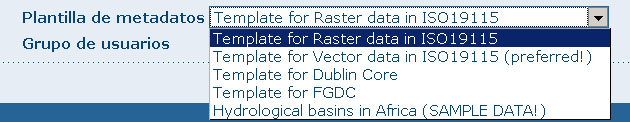 Plantilla de metadatos Template for Raster data in ISO19115
Grupo de usuarios Template for Raster data in ISO19115
Template for Vector data in ISO19115 (preferred!)
Template for Dublin Core
Template for FGDC
Hydrological basins in Africa (SAMPLE DATA!)